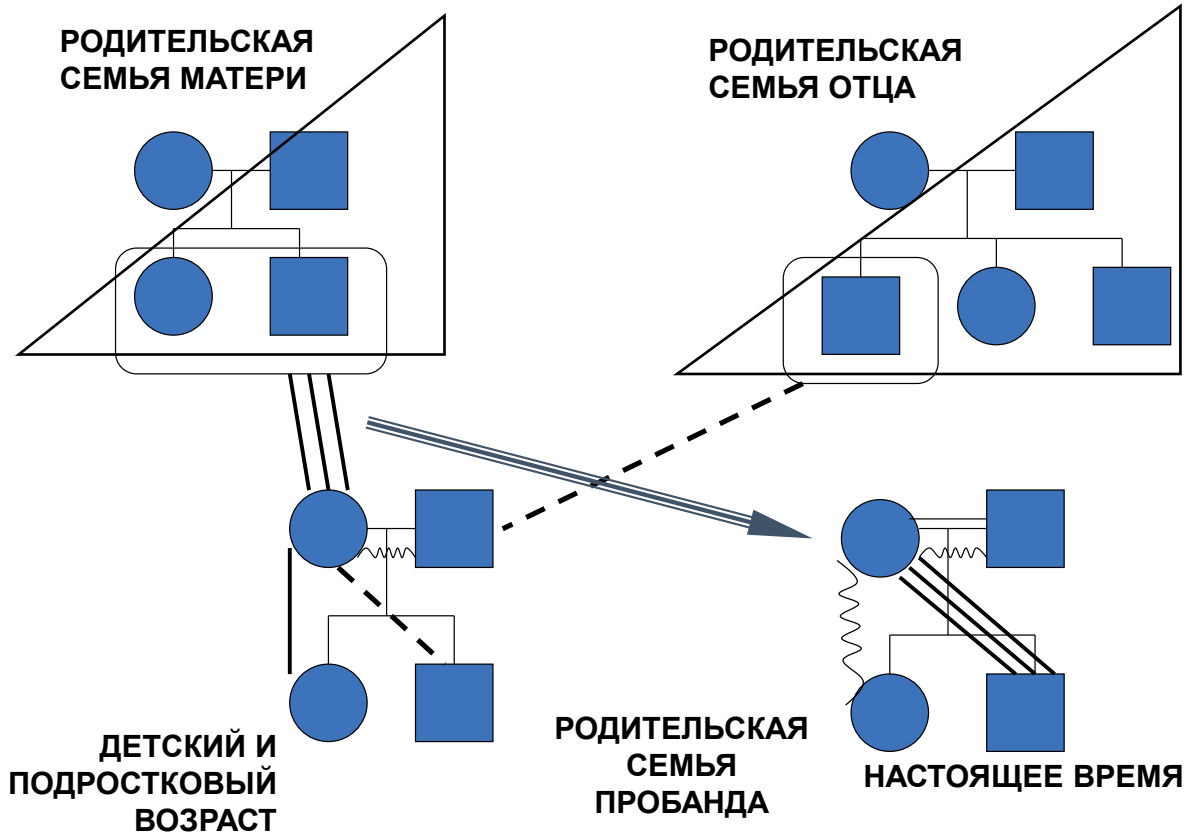 РОДИТЕЛЬСКАЯ
СЕМЬЯ МАТЕРИ
РОДИТЕЛЬСКАЯ
СЕМЬЯ ОТЦА
ДЕТСКИЙ И
ПОДРОСТКОВЫЙ
ВОЗРАСТ
РОДИТЕЛЬСКАЯ
СЕМЬЯ
ПРОБАНДА
НАСТОЯЩЕЕ ВРЕМЯ